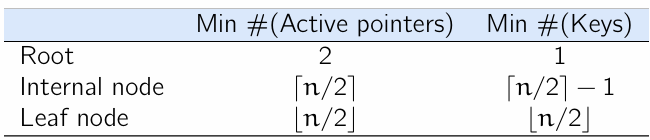 Min #(Active pointers) Min #(Keys)
Root 2 1
Internal node ⌈n/2⌉ ⌈n/2⌉ − 1
Leaf node ⌊n/2⌋ ⌊n/2⌋